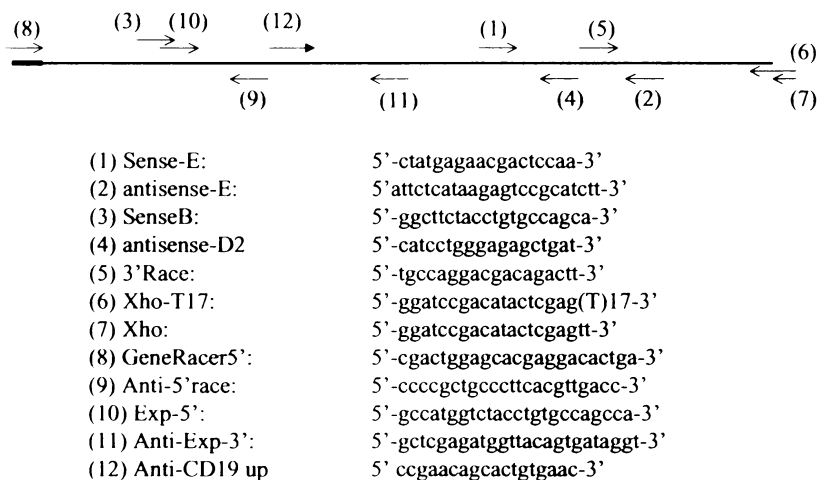 (8) (3) (10) (12) (1) (5)
(6)
(9) (11) (4) (2) (7)
(1) Sense-E: 5'-ctatgagaacgactccaa-3'
(2) antisense-E: 5'attctcataagagtccgcatctt-3'
(3) SenseB: 5'-ggcttctacctgtgccagca-3'
(4) antisense-D2 5'-catcctgggagagctgat-3'
(5) 3'Race: 5'-tgccaggacgacagactt-3'
(6) Xho-T17: 5'-ggatccgacatactcgag(T)17-3'
(7) Xho: 5'-ggatccgacatactcgagtt-3'
(8) GeneRacer5': 5'-cgactggagcacgaggacactga-3'
(9) Anti-5'race: 5'-ccccgctgcccttcacgttgacc-3'
(10) Exp-5': 5'-gccatggtctacctgtgccagcca-3'
(11) Anti-Exp-3': 5'-gctcgagatggttacagtgataggt-3'
(12) Anti-CD19 up 5' ccgaacagcactgtgaac-3'